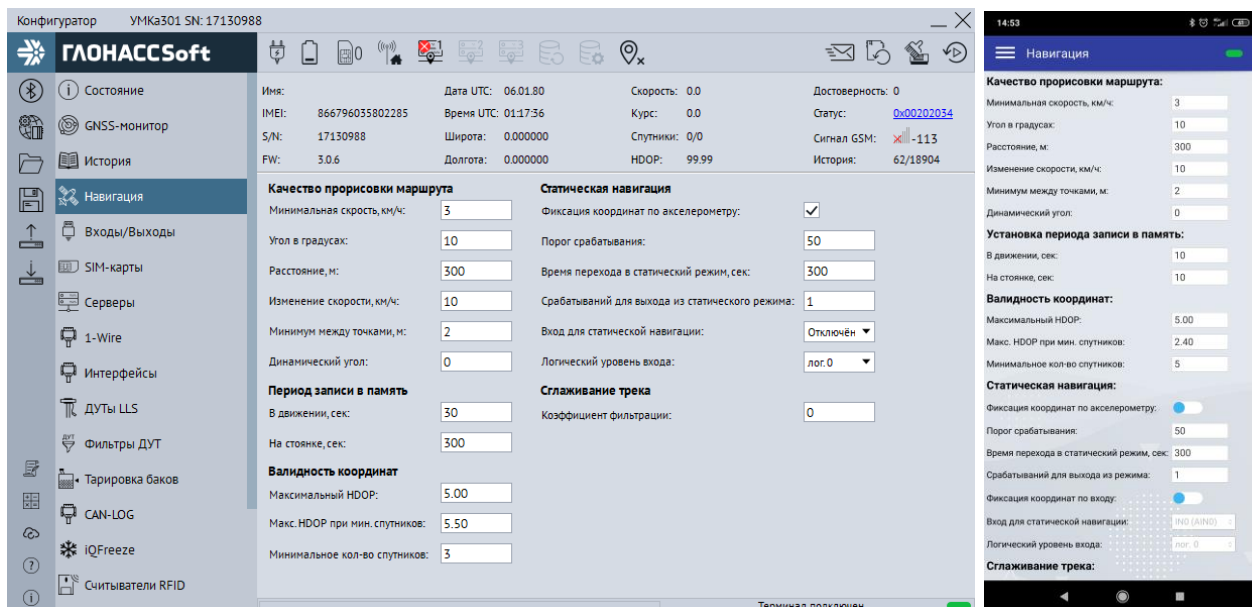 Конфигуратор УМКа301 SN: 17130988
ГЛОНАССSoft
0
Состояние
GNSS-монитор
История
Навигация
Входы/Выходы
SIM-карты
Серверы
1-Wire
Интерфейсы
ДУТы LLS
Фильтры ДУТ
Тарировка баков
CAN-LOG
iQFreeze
Считыватели RFID
Имя: Дата UTC: 06.01.80 Скорость: 0.0 Достоверность: 0
IMEI: 866796035802285 Время UTC: 01:17:36 Курс: 0.0 Статус: 0x00202034
S/N: 17130988 Широта: 0.000000 Спутники: 0/0 Сигнал GSM: -113
FW: 3.0.6 Долгота: 0.000000 HDOP: 99.99 История: 62/18904
Качество прорисовки маршрута
Минимальная скрость, км/ч: 3
Угол в градусах: 10
Расстояние, м: 300
Изменение скорости, км/ч: 10
Минимум между точками, м: 2
Динамический угол: 0
Период записи в память
В движении, сек: 30
На стоянке, сек: 300
Валидность координат
Максимальный HDOP: 5.00
Макс. HDOP при мин. спутников: 5.50
Минимальное кол-во спутников: 3
Статическая навигация
Фиксация координат по акселерометру:
Порог срабатывания: 50
Время перехода в статический режим, сек: 300
Срабатываний для выхода из статического режима: 1
Вход для статической навигации: Отключён
Логический уровень входа: лог.0
Сглаживание трека
Коэффициент фильтрации: 0
Терминал подключен
14:53
Навигация
Качество прорисовки маршрута:
Минимальная скорость, км/ч: 3
Угол в градусах: 10
Расстояние, м: 300
Изменение скорости, км/ч: 10
Минимум между точками, м: 2
Динамический угол: 0
Установка периода записи в память:
В движении, сек: 10
На стоянке, сек: 10
Валидность координат:
Максимальный HDOP: 5.00
Макс. HDOP при мин. спутников: 2.40
Минимальное кол-во спутников: 5
Статическая навигация:
Фиксация координат по акселерометру:
Порог срабатывания: 50
Время перехода в статический режим, сек: 300
Срабатываний для выхода из режима: 1
Фиксация координат по входу:
Вход для статической навигации: IN0 (AIN0)
Логический уровень входа: лог. 0
Сглаживание трека: